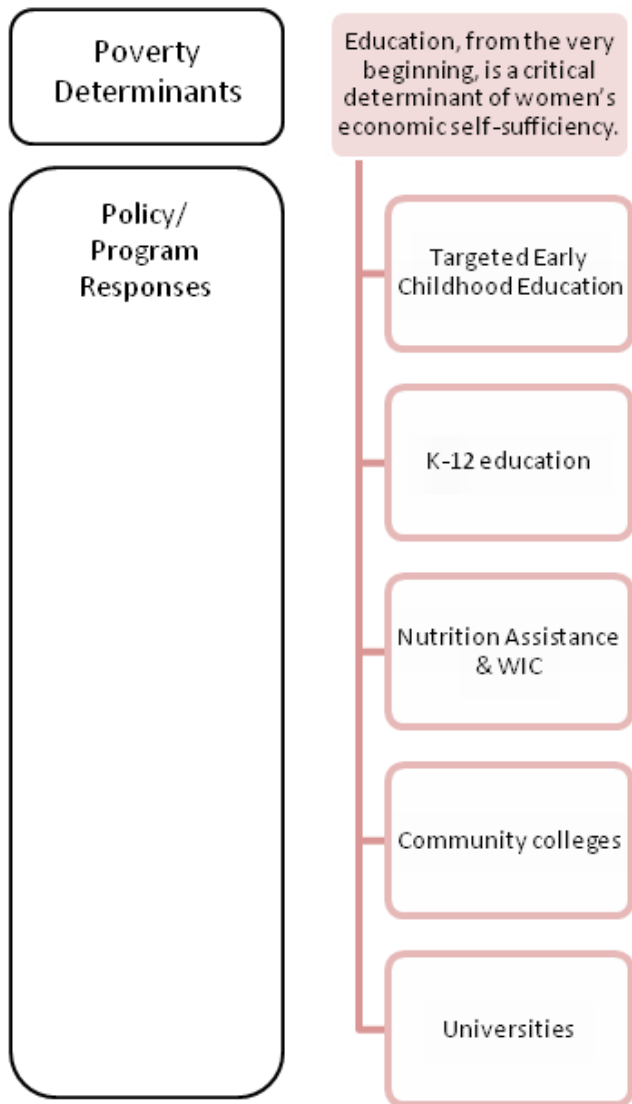 Poverty
Determinants
Education, from the very
beginning, is a critical
determinant of women's
economic self-sufficiency.
Policy/
Program
Responses
Targeted Early
Childhood Education
K-12 education
Nutrition Assistance
& WIC
Community colleges
Universities